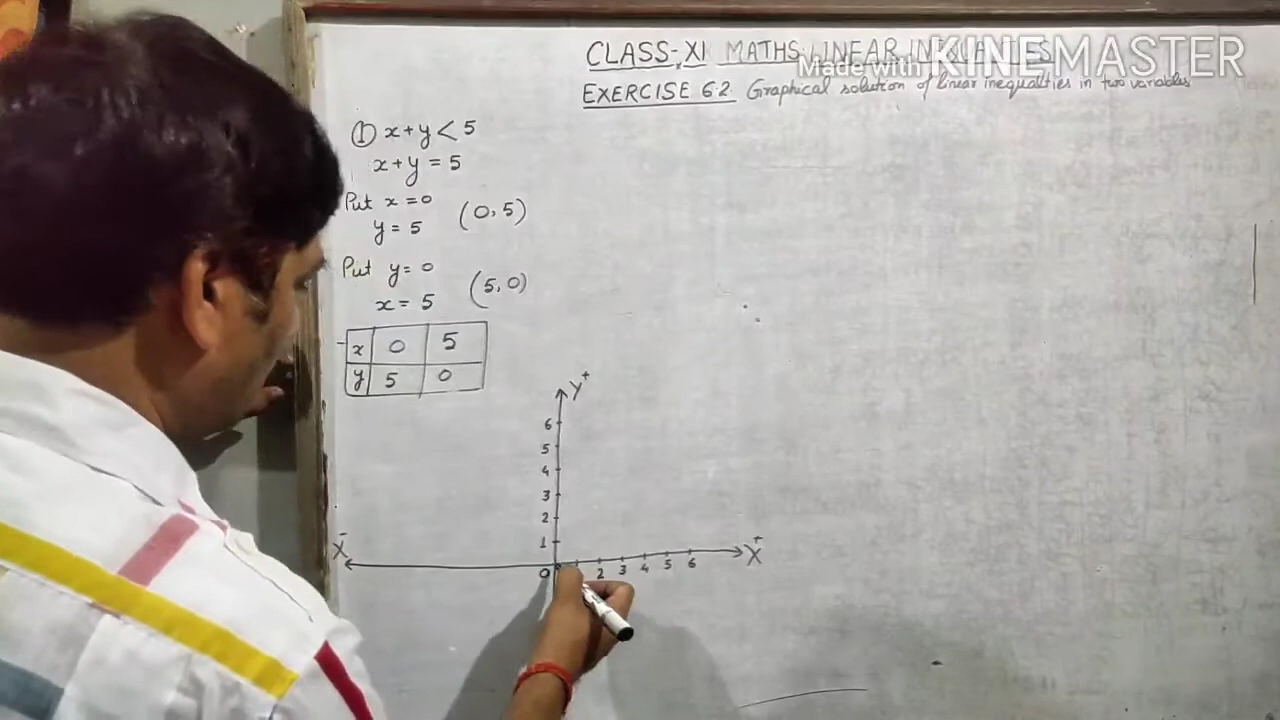 CLASS-XI MATHS LINEAR INEQUALITIES
Made with KINEMASTER
EXERCISE 6.2. Graphical solution of linear inequalties in two variables
① x+y < 5
x+y = 5
Put x = 0
y = 5 (0,5)
Put y = 0
x = 5 (5,0)
x 0 5
y 5 0
Y+
6
5
4
3
2
1
X- X+
0 2 3 4 5 6